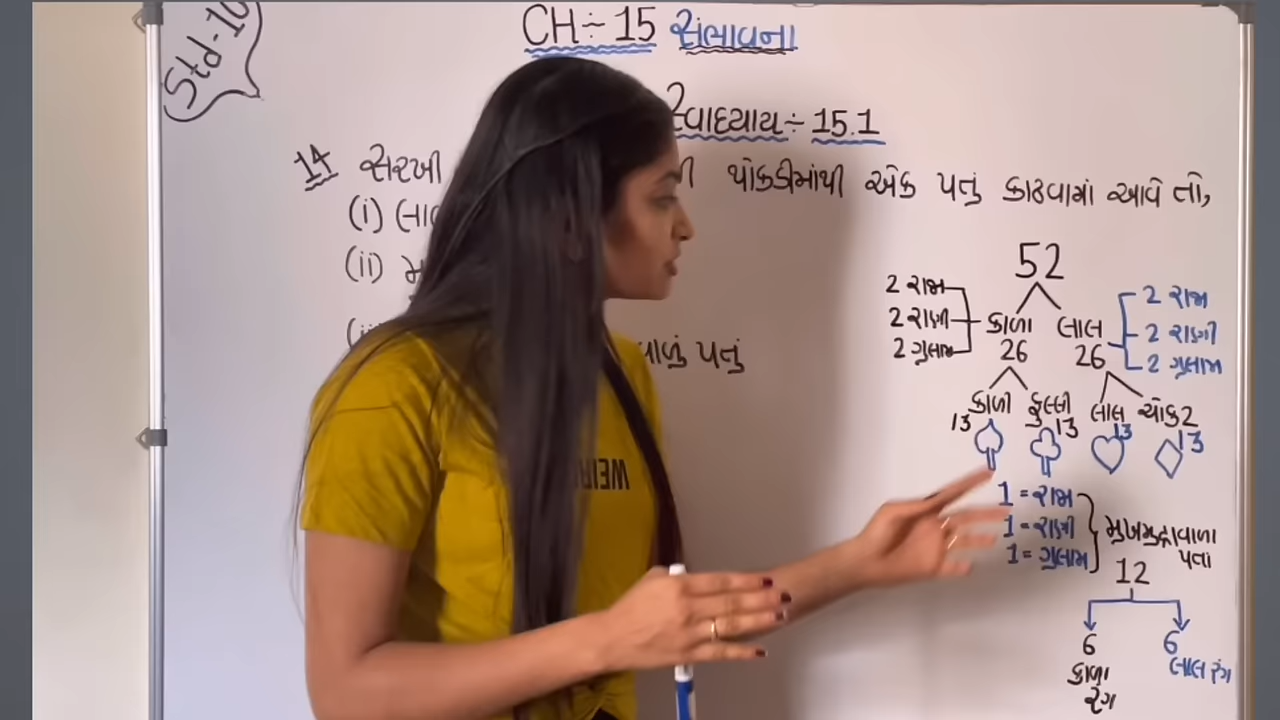 Std-10
CH÷15 સંભાવના
સ્વાધ્યાય÷ 15.1
14 સરખી થોકડીમાંથી એક પતું કાઢવામાં આવે તો,
(i) લા
(ii) મ
વાળું પતું
52
2 રાજા
2 રાણી
2 ગુલામ
કાળા લાલ
26 26
2 રાજા
2 રાણી
2 ગુલામ
કાળી ફુલ્લી લાલ ચોકટ
13 13 13 13
1 = રાજા
1 = રાણી
1 = ગુલામ
મુખમુદ્રાવાળા
પતા
12
6 6
કાળા લાલ રંગ
રંગ
WEIR